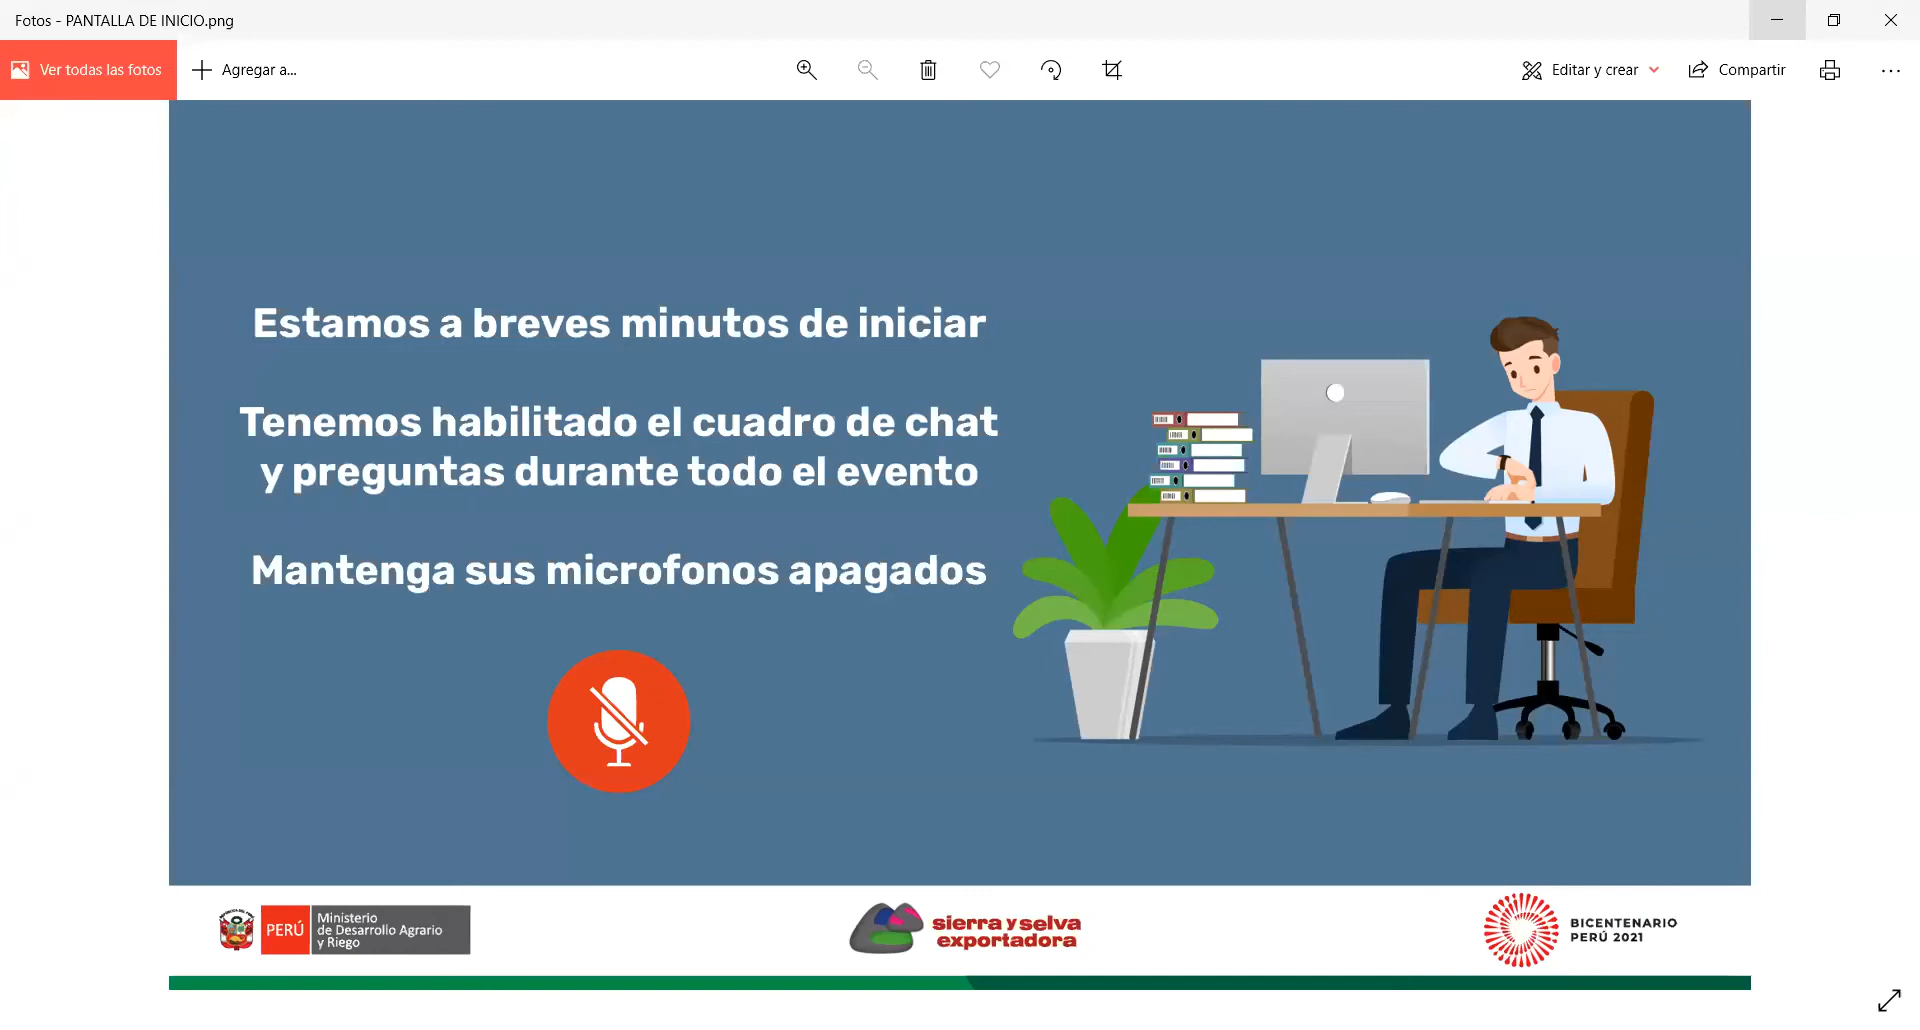 Fotos - PANTALLA DE INICIO.png
Ver todas las fotos
Agregar a...
Editar y crear
Compartir
Estamos a breves minutos de iniciar
Tenemos habilitado el cuadro de chat
y preguntas durante todo el evento
Mantenga sus microfonos apagados
PERÚ
Ministerio
de Desarrollo Agrario
y Riego
sierra y selva
exportadora
BICENTENARIO
PERÚ 2021